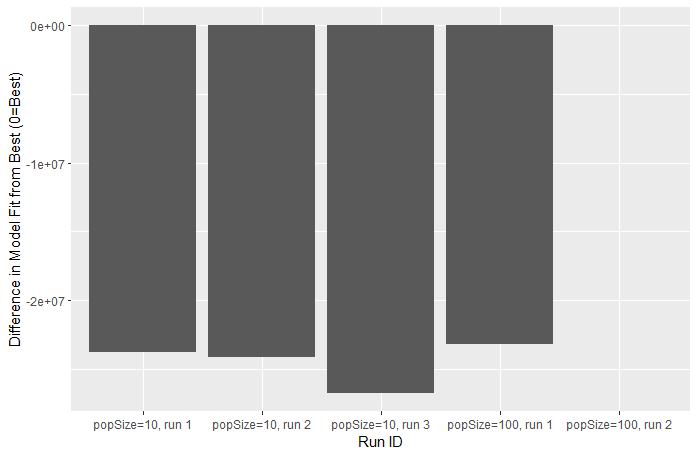 Difference in Model Fit from Best (0=Best)
0e+00
-1e+07
-2e+07
popSize=10, run 1
popSize=10, run 2
popSize=10, run 3
popSize=100, run 1
popSize=100, run 2
Run ID